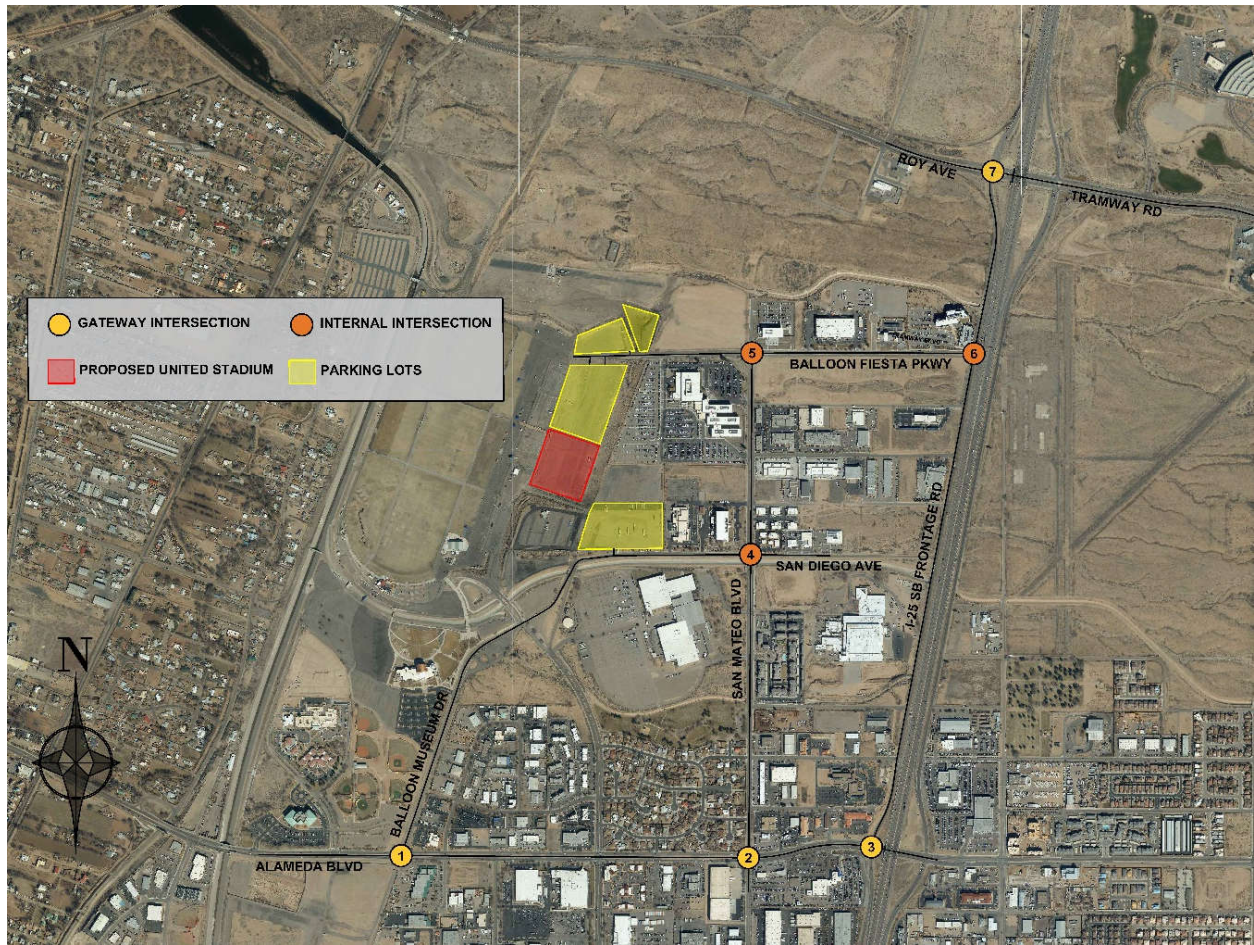 ROY AVE
7
TRAMWAY RD
GATEWAY INTERSECTION
INTERNAL INTERSECTION
PROPOSED UNITED STADIUM
PARKING LOTS
5
6
BALLOON FIESTA PKWY
I-25 SB FRONTAGE RD
4
SAN DIEGO AVE
SAN MATEO BLVD
N
BALLOON MUSEUM DR
1
2
3
ALAMEDA BLVD